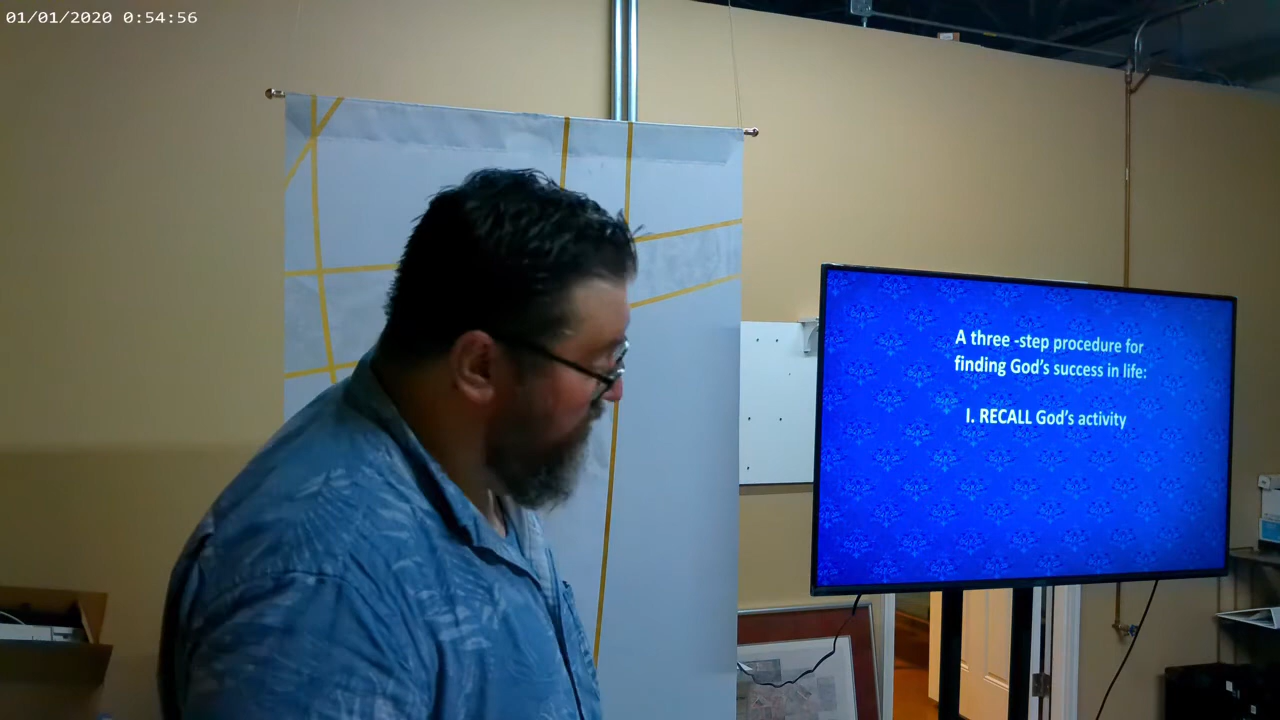 01/01/2020 0:54:56
A three -step procedure for
finding God's success in life:
I. RECALL God's activity